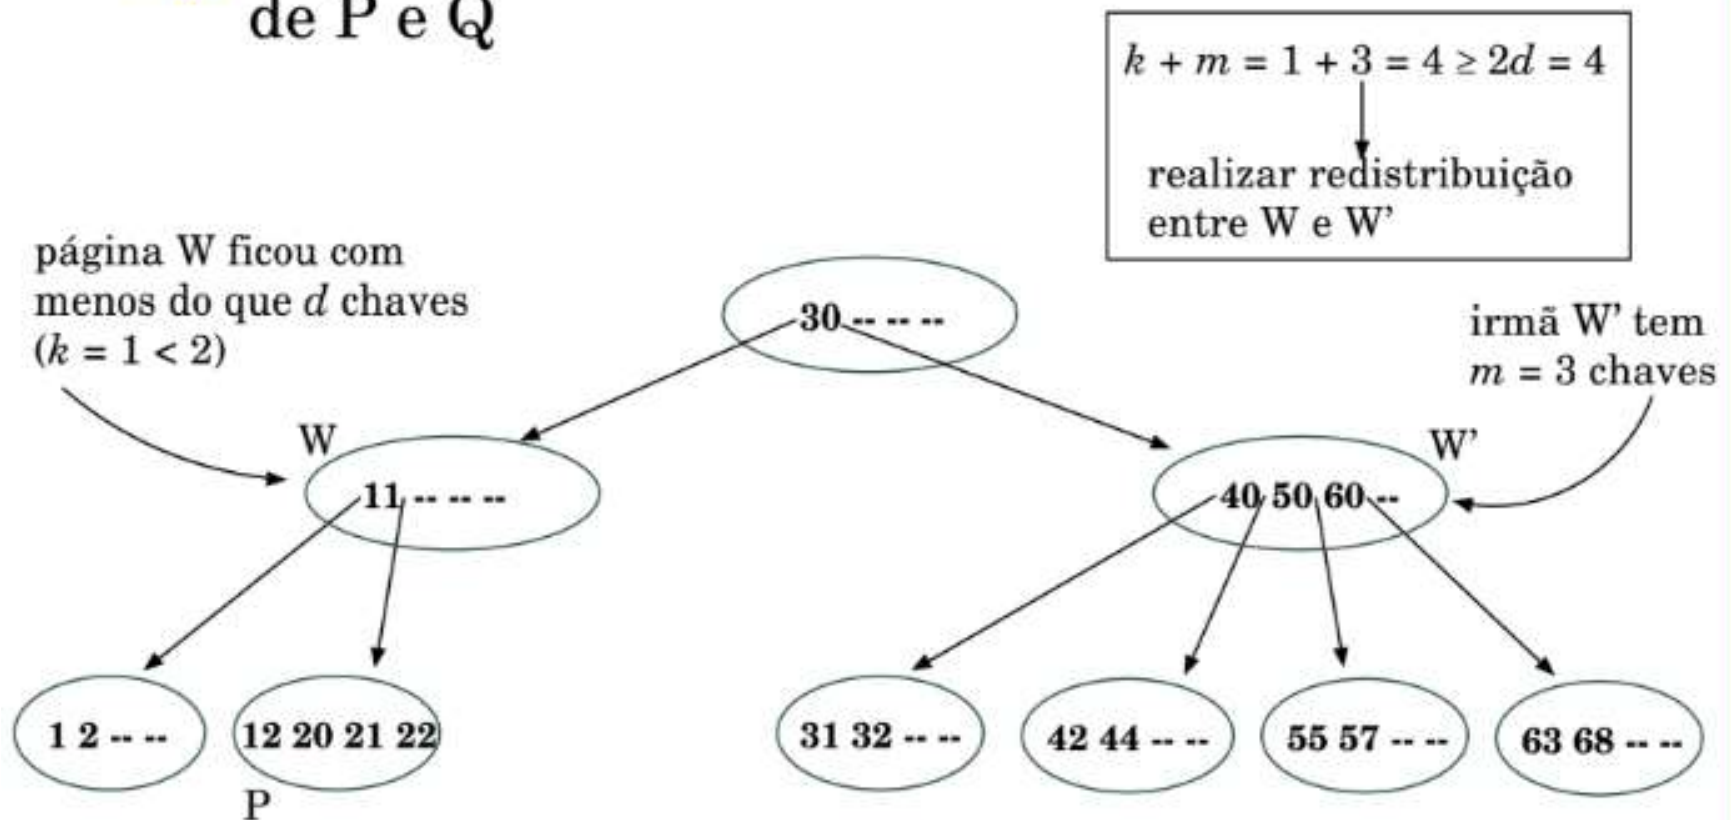 de P e Q
k + m = 1 + 3 = 4 ≥ 2d = 4
realizar redistribuição
entre W e W’
página W ficou com
menos do que d chaves
(k = 1 < 2)
irmã W’ tem
m = 3 chaves
30 -- -- --
W
W’
11 -- -- --
40 50 60 --
1 2 -- --
12 20 21 22
31 32 -- --
42 44 -- --
55 57 -- --
63 68 -- --
P